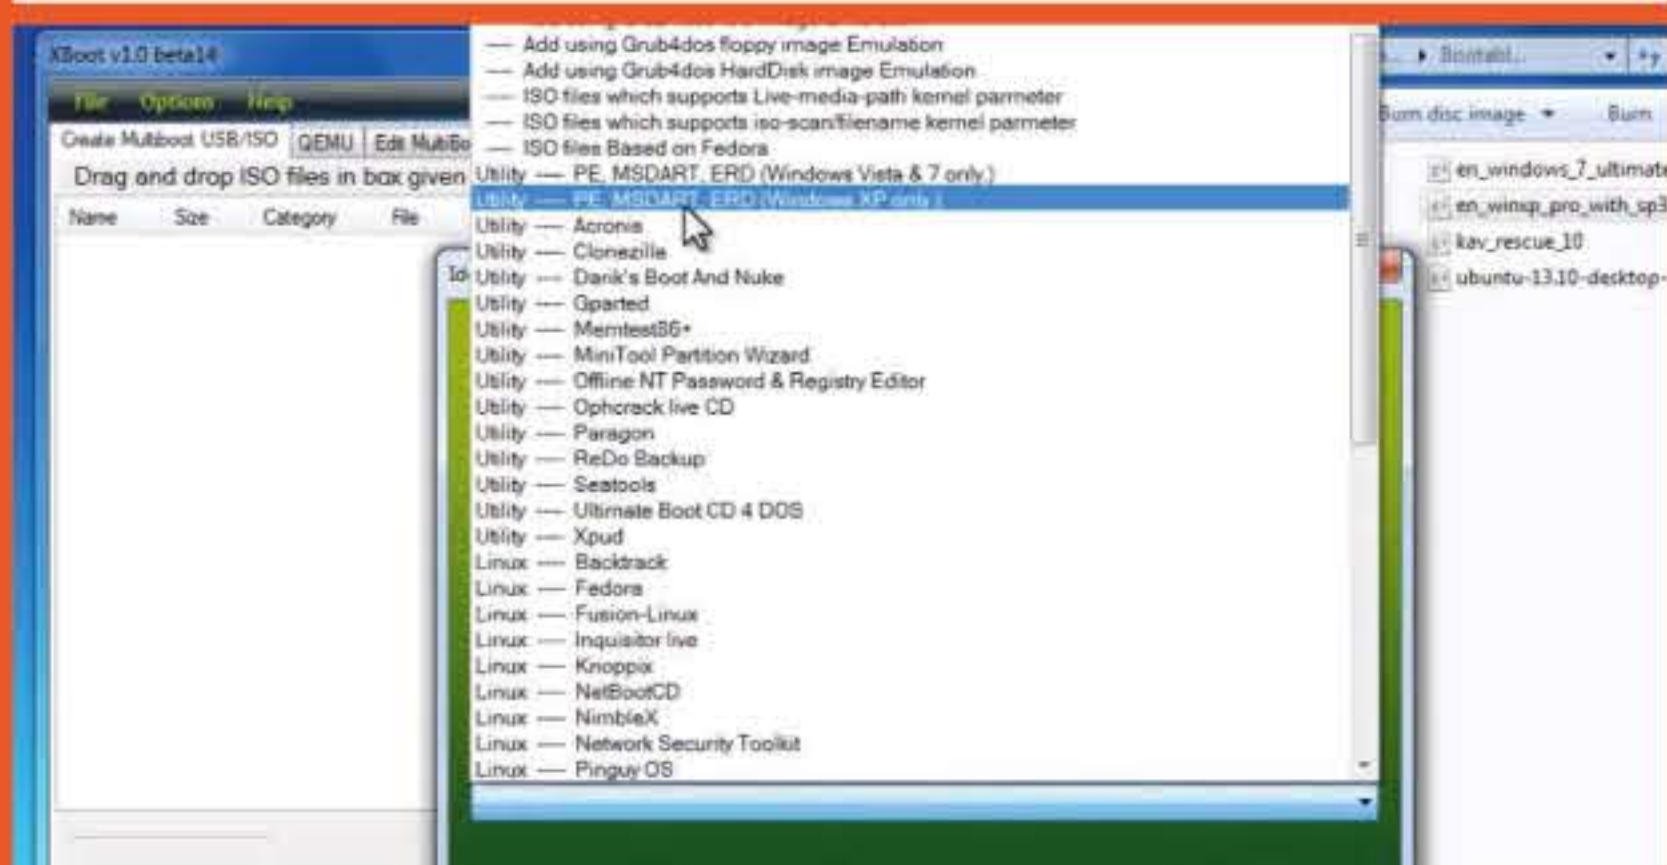 XBoot v1.0 beta14
File Options Help
Create Multiboot USB/ISO QEMU Edit MultiBo
Drag and drop ISO files in box given
Name Size Category File
Id
--- Add using Grub4dos floppy image Emulation
--- Add using Grub4dos HardDisk image Emulation
--- ISO files which supports Live-media-path kernel parmeter
--- ISO files which supports iso-scan/filename kernel parmeter
--- ISO files Based on Fedora
Utility --- PE, MSDART, ERD (Windows Vista & 7 only.)
Utility --- PE, MSDART, ERD (Windows XP only.)
Utility --- Acronis
Utility --- Clonezilla
Utility --- Darik's Boot And Nuke
Utility --- Gparted
Utility --- Memtest86+
Utility --- MiniTool Partition Wizard
Utility --- Offline NT Password & Registry Editor
Utility --- Ophcrack live CD
Utility --- Paragon
Utility --- ReDo Backup
Utility --- Seatools
Utility --- Ultimate Boot CD 4 DOS
Utility --- Xpud
Linux --- Backtrack
Linux --- Fedora
Linux --- Fusion-Linux
Linux --- Inquisitor live
Linux --- Knoppix
Linux --- NetBootCD
Linux --- NimbleX
Linux --- Network Security Toolkit
Linux --- Pinguy OS
Bootabl...
Burn disc image Burn
en_windows_7_ultimate
en_winxp_pro_with_sp3
kav_rescue_10
ubuntu-13.10-desktop-